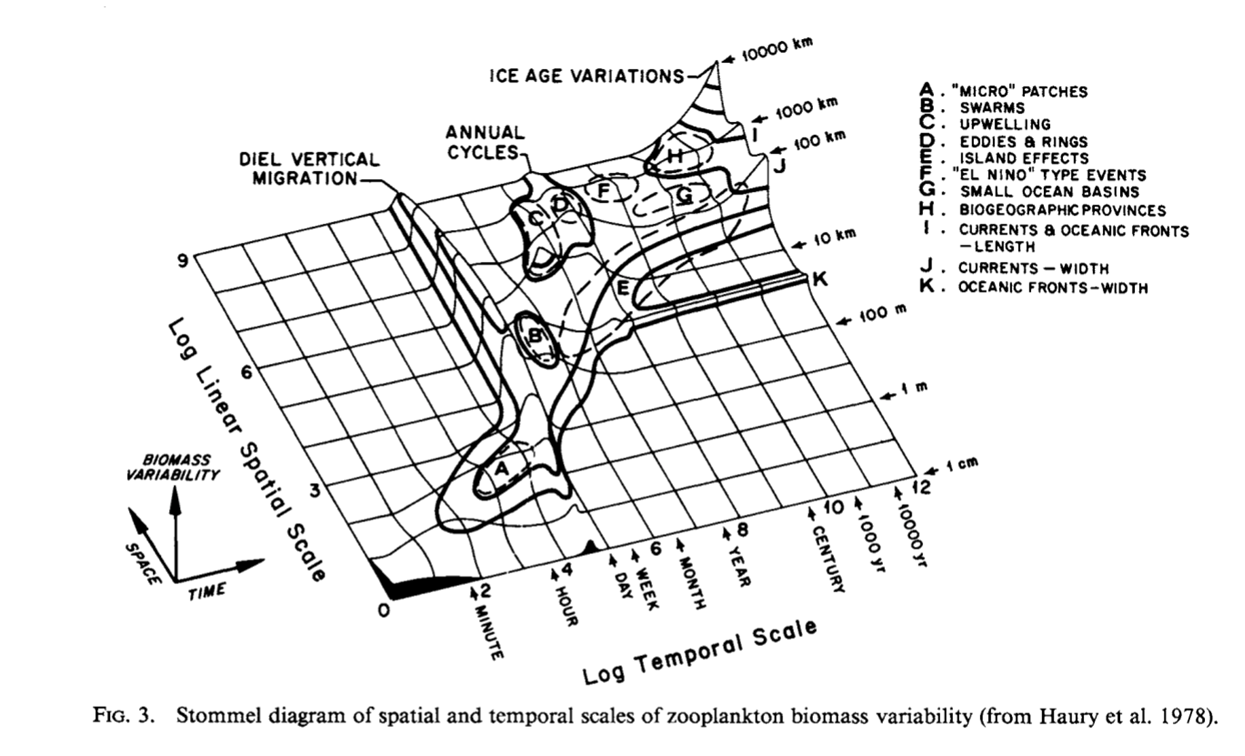 ICE AGE VARIATIONS
10000 km
1000 km
I
100 km
J
ANNUAL
CYCLES
DIEL VERTICAL
MIGRATION
H
F
G
D
C
E
B
A
10 km
K
100 m
1 m
1 cm
A. "MICRO" PATCHES
B. SWARMS
C. UPWELLING
D. EDDIES & RINGS
E. ISLAND EFFECTS
F. "EL NINO" TYPE EVENTS
G. SMALL OCEAN BASINS
H. BIOGEOGRAPHIC PROVINCES
I. CURRENTS & OCEANIC FRONTS
-LENGTH
J. CURRENTS - WIDTH
K. OCEANIC FRONTS-WIDTH
9
6
3
0
Log Linear Spatial Scale
BIOMASS
VARIABILITY
SPACE
TIME
2
4
6
8
10
12
MINUTE
HOUR
DAY
WEEK
MONTH
YEAR
CENTURY
1000 yr
10000 yr
Log Temporal Scale
FIG. 3. Stommel diagram of spatial and temporal scales of zooplankton biomass variability (from Haury et al. 1978).